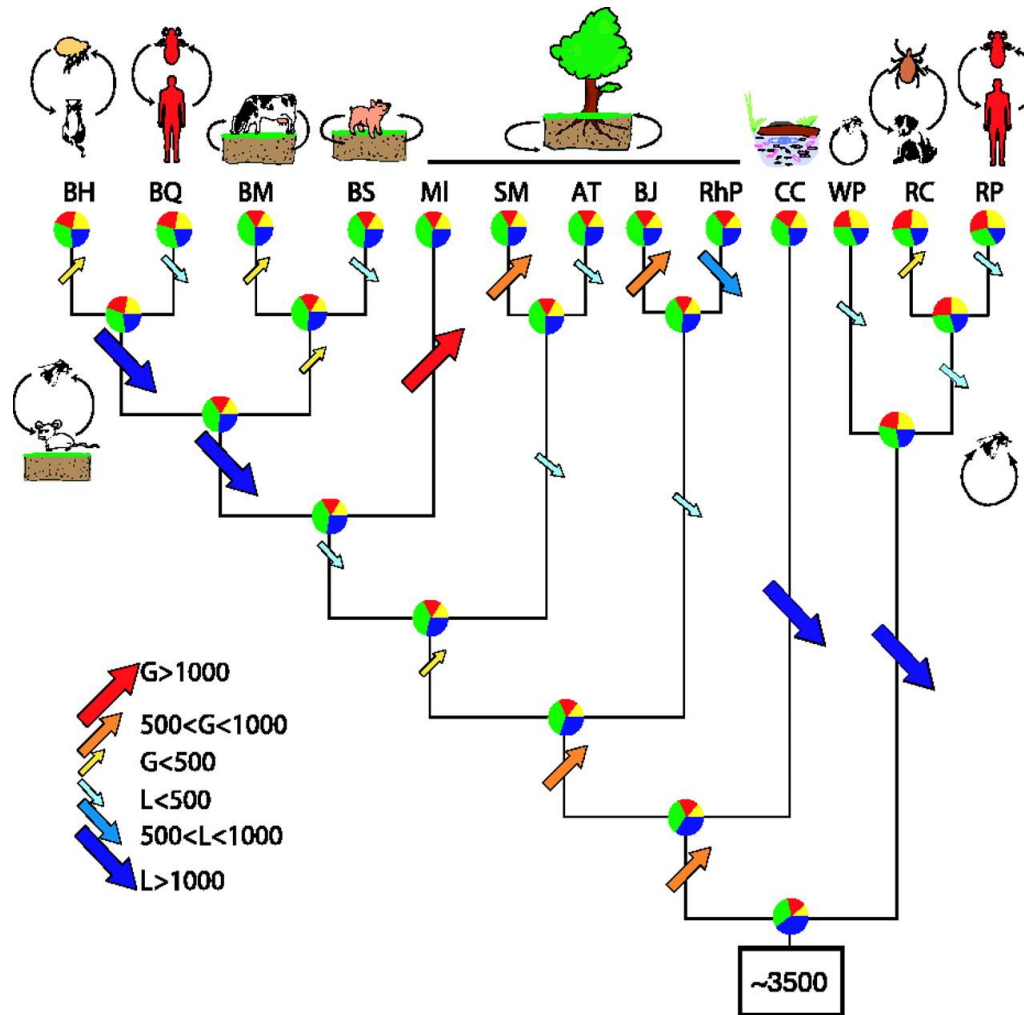 BH BQ BM BS Ml SM AT BJ RhP CC WP RC RP
G>1000
500<G<1000
G<500
L<500
500<L<1000
L>1000
~3500